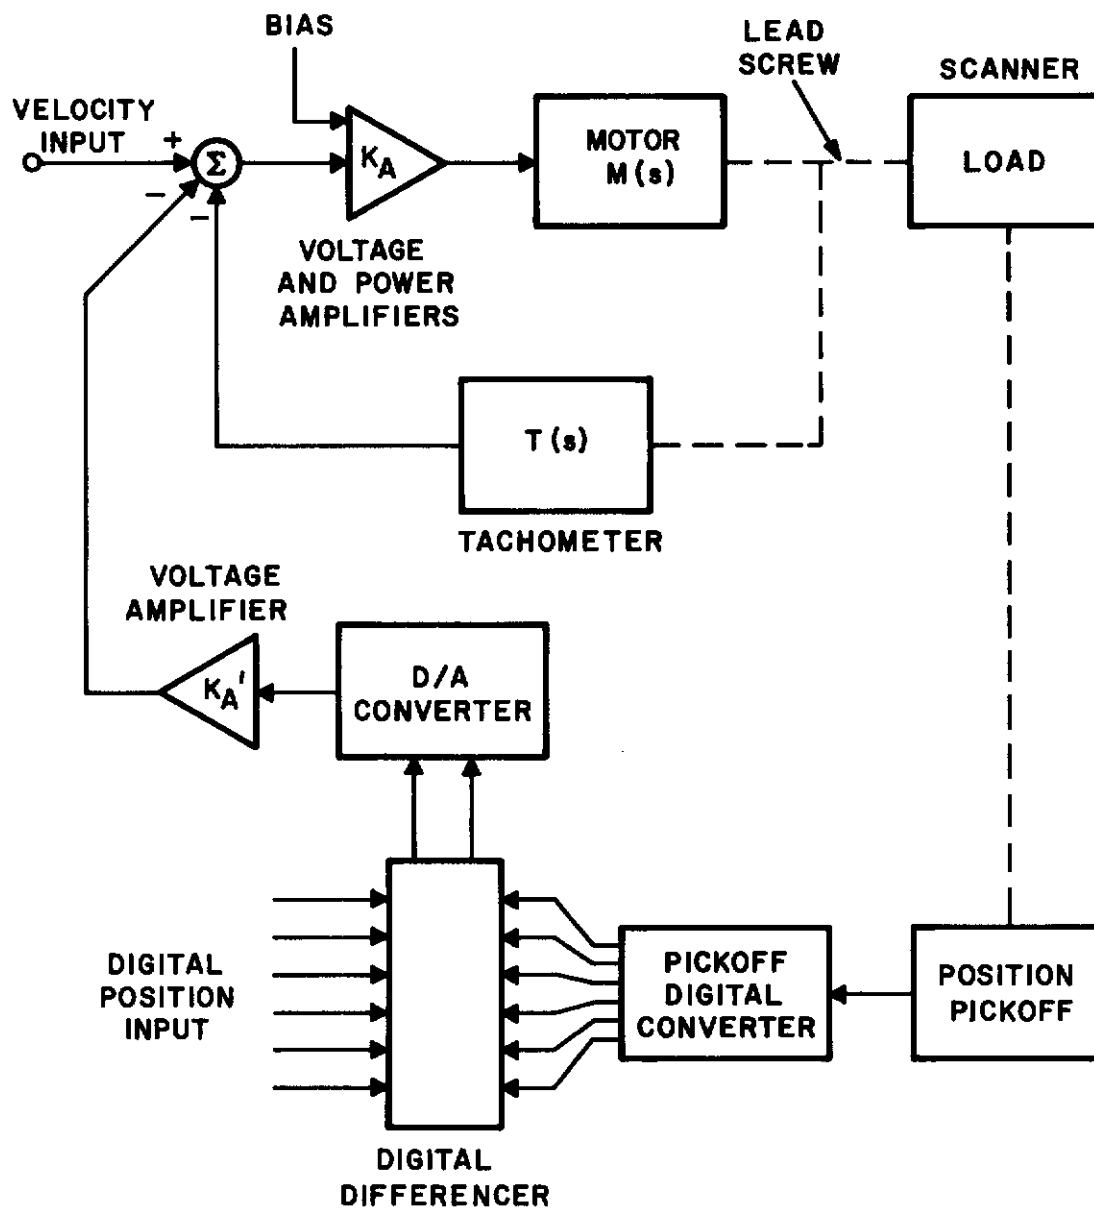 BIAS
LEAD
SCREW
SCANNER
VELOCITY
INPUT
+
Σ
−
−
K_A
MOTOR
M(s)
LOAD
VOLTAGE
AND POWER
AMPLIFIERS
T(s)
TACHOMETER
VOLTAGE
AMPLIFIER
K_A'
D/A
CONVERTER
DIGITAL
POSITION
INPUT
PICKOFF
DIGITAL
CONVERTER
POSITION
PICKOFF
DIGITAL
DIFFERENCER